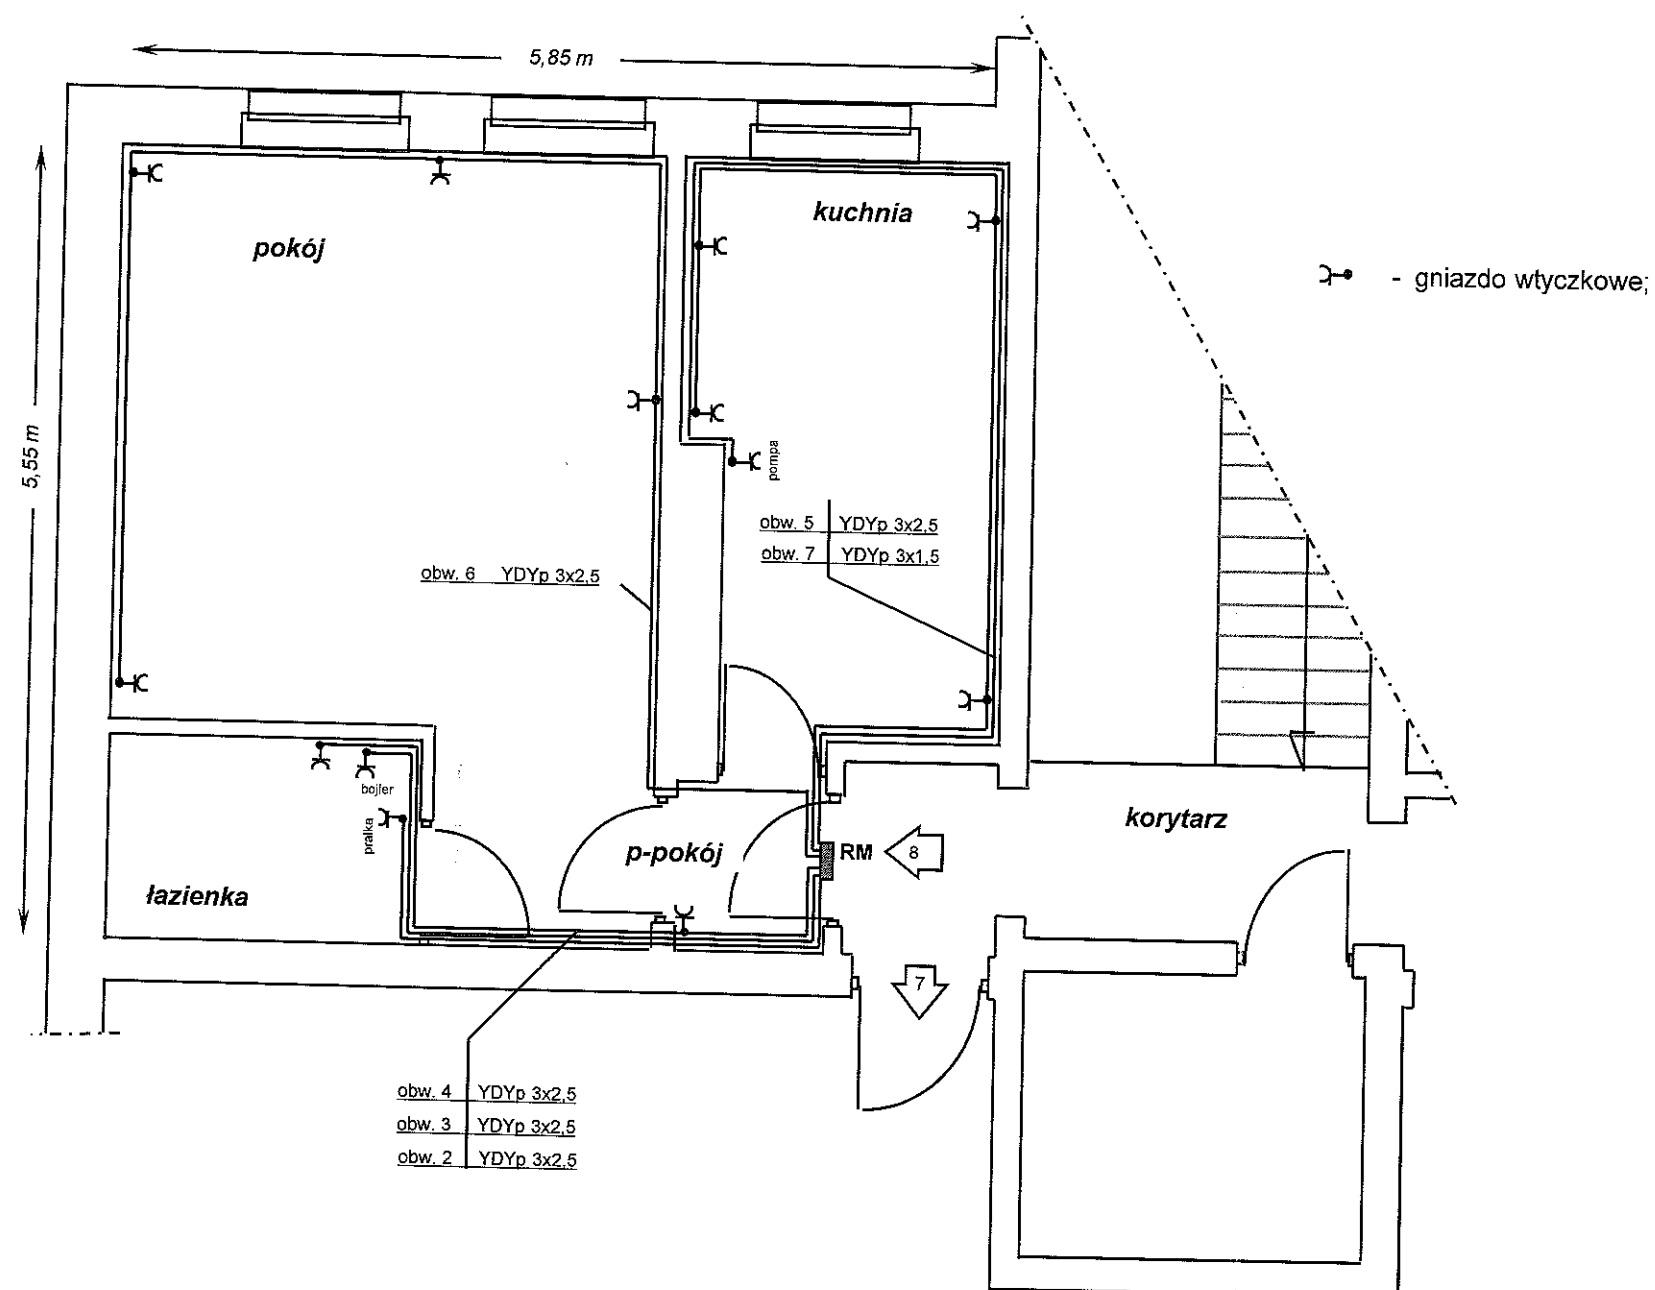 5,85 m
kuchnia
pokój
- gniazdo wtyczkowe;
5,55 m
pompa
obw. 5 YDYp 3x2,5
obw. 7 YDYp 3x1,5
obw. 6 YDYp 3x2,5
bojler
pralka
korytarz
p-pokój
RM
8
łazienka
7
obw. 4 YDYp 3x2,5
obw. 3 YDYp 3x2,5
obw. 2 YDYp 3x2,5